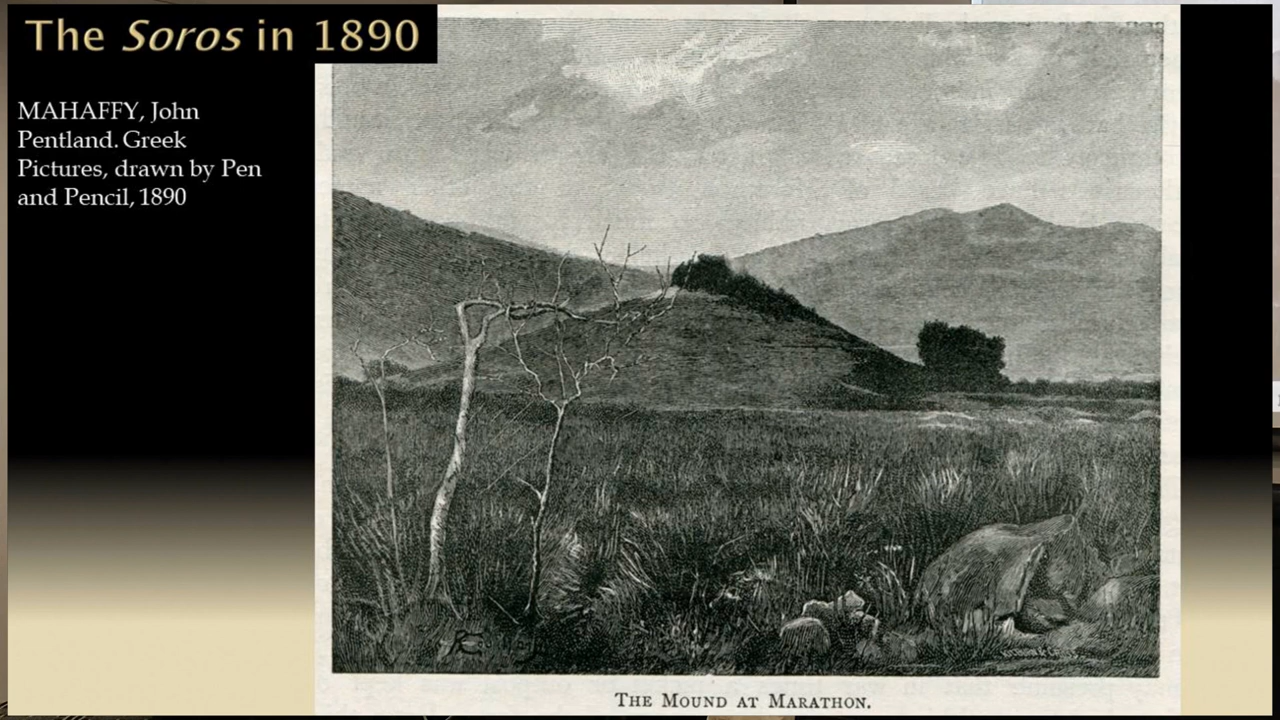 The Soros in 1890
MAHAFFY, John
Pentland. Greek
Pictures, drawn by Pen
and Pencil, 1890
THE MOUND AT MARATHON.